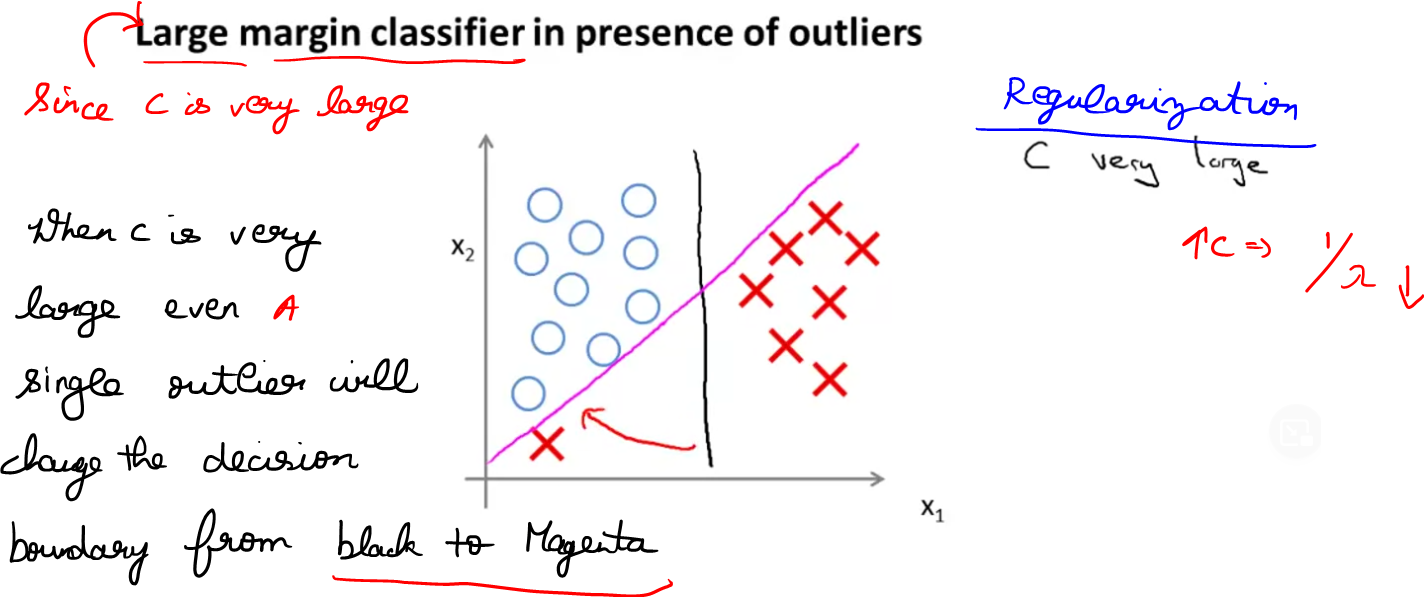 Large margin classifier in presence of outliers
Since C is very large
Regularization
C very large
↑C ⇒ 1/λ ↓
When C is very
large even A
single outlier will
change the decision
boundary from black to Magenta
x₂
x₁